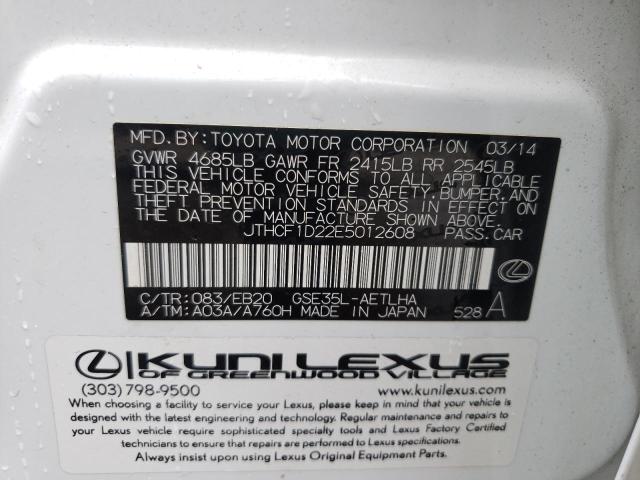 MFD. BY: TOYOTA MOTOR CORPORATION 03/14
GVWR 4685LB GAWR FR 2415LB RR 2545LB
THIS VEHICLE CONFORMS TO ALL APPLICABLE
FEDERAL MOTOR VEHICLE SAFETY, BUMPER, AND
THEFT PREVENTION STANDARDS IN EFFECT ON
THE DATE OF MANUFACTURE SHOWN ABOVE.
JTHCF1D22E5012608 PASS.CAR
C/TR: 083/EB20 GSE35L-AETLHA
A/TM: A03A/A760H MADE IN JAPAN 528 A
KUNI LEXUS
OF GREENWOOD VILLAGE
(303) 798-9500 www.kunilexus.com
When choosing a facility to service your Lexus, please keep in mind that your vehicle is
designed with the latest engineering and technology. Regular maintenance and repairs to your
vehicle require sophisticated specialty tools and Lexus Factory Certified
technicians to ensure repairs are performed to Lexus specifications.
Always insist upon using Lexus Original Equipment Parts.